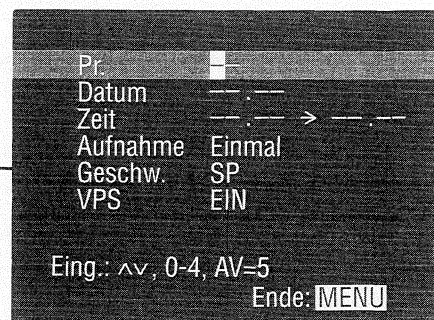 Pr. --
Datum --.--
Zeit --.-- → --.--
Aufnahme Einmal
Geschw. SP
VPS EIN
Eing.: ∧∨, 0-4, AV=5
Ende: MENU